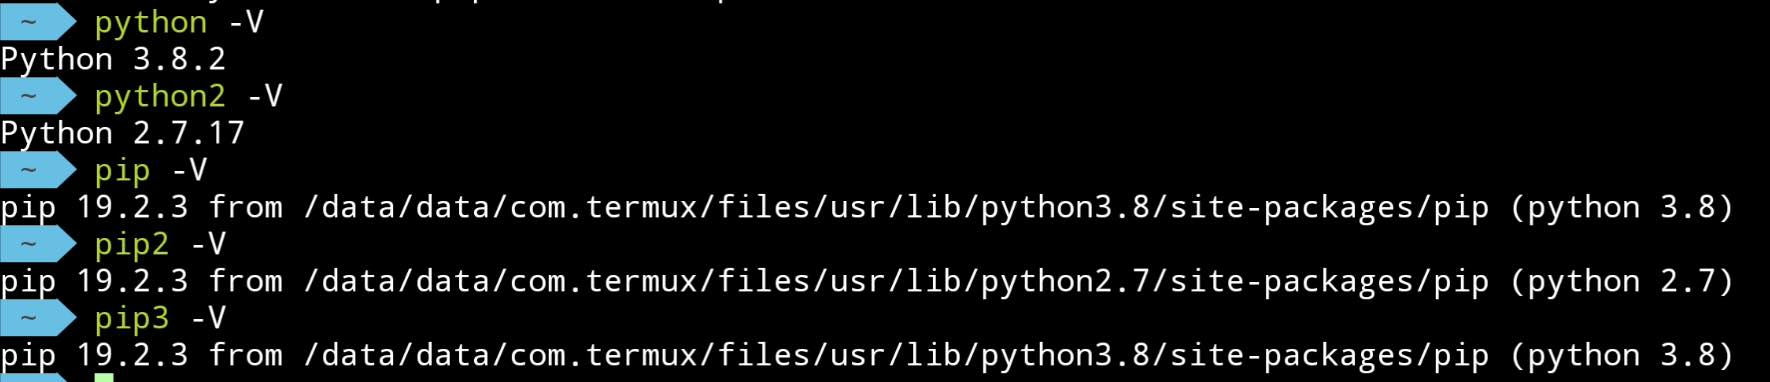 ~ python -V
Python 3.8.2
~ python2 -V
Python 2.7.17
~ pip -V
pip 19.2.3 from /data/data/com.termux/files/usr/lib/python3.8/site-packages/pip (python 3.8)
~ pip2 -V
pip 19.2.3 from /data/data/com.termux/files/usr/lib/python2.7/site-packages/pip (python 2.7)
~ pip3 -V
pip 19.2.3 from /data/data/com.termux/files/usr/lib/python3.8/site-packages/pip (python 3.8)